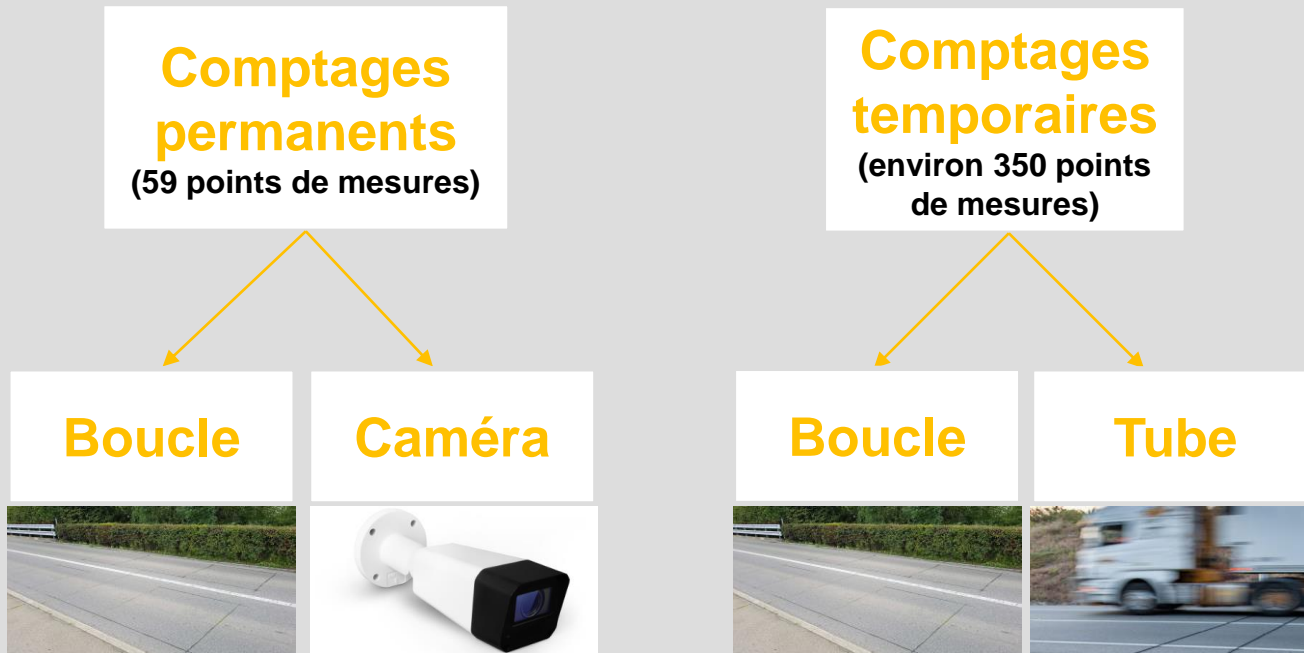 Comptages
permanents
(59 points de mesures)
Comptages
temporaires
(environ 350 points
de mesures)
Boucle
Caméra
Boucle
Tube